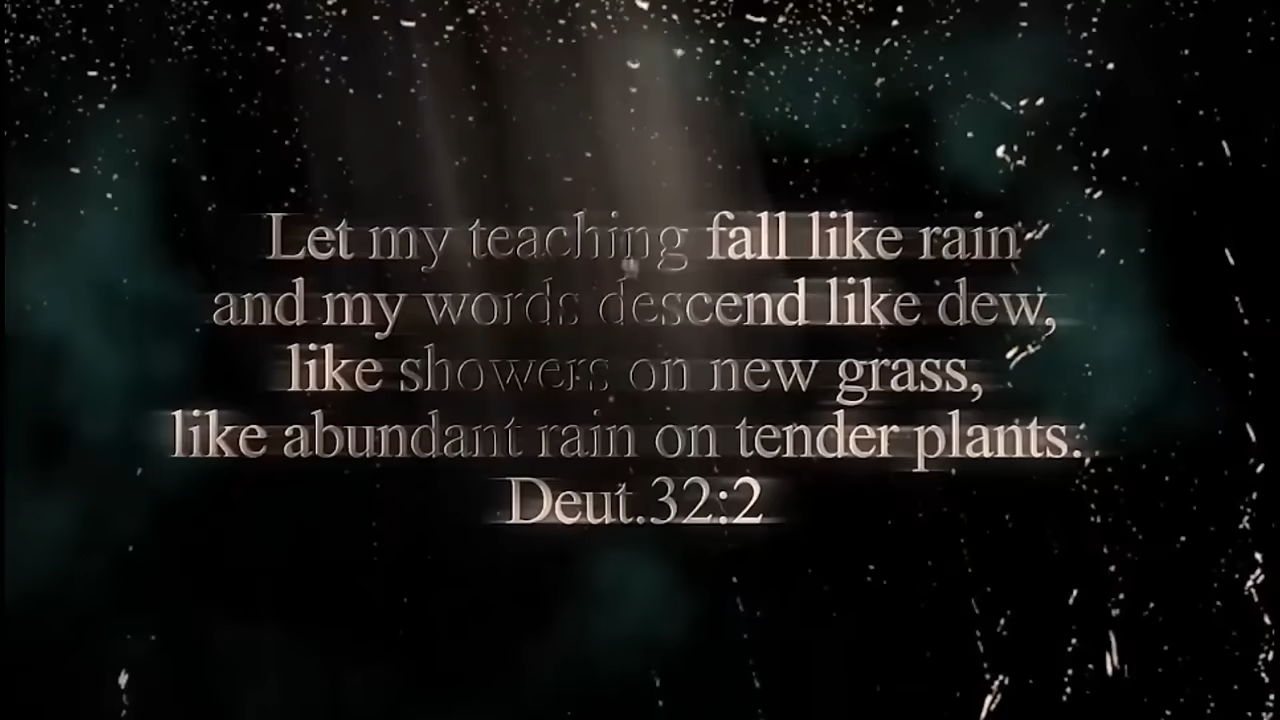 Let my teaching fall like rain
and my words descend like dew,
like showers on new grass,
like abundant rain on tender plants.
Deut.32:2